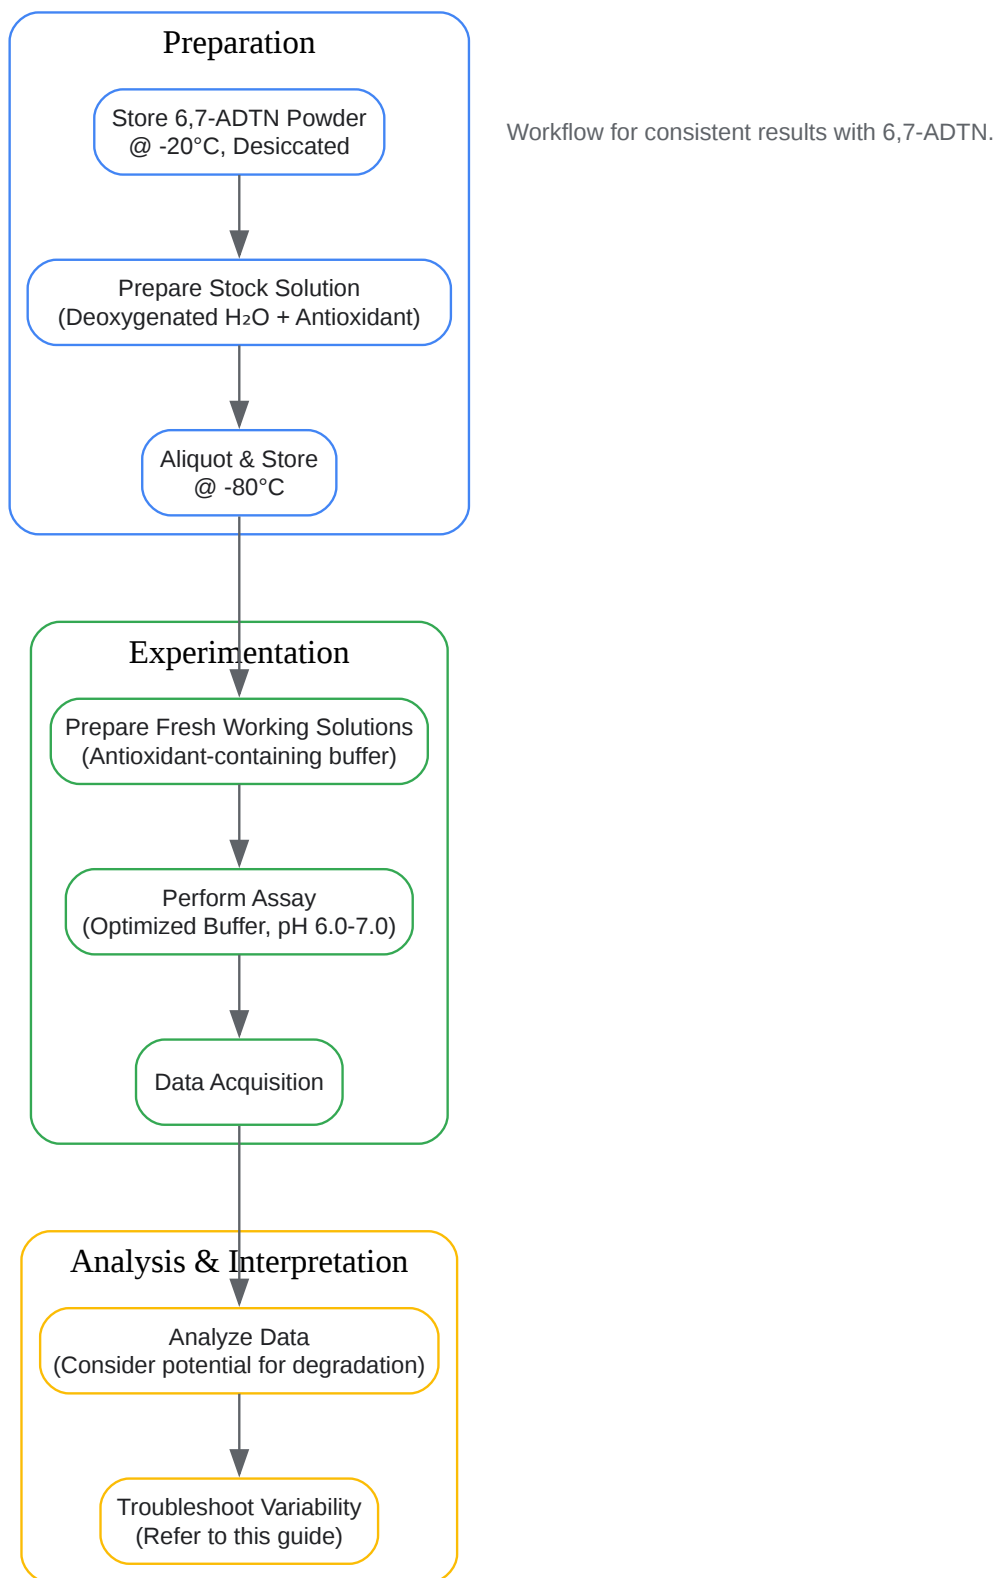 Preparation
Store 6,7-ADTN Powder
@ -20°C, Desiccated
Workflow for consistent results with 6,7-ADTN.
Prepare Stock Solution
(Deoxygenated H₂O + Antioxidant)
Aliquot & Store
@ -80°C
Experimentation
Prepare Fresh Working Solutions
(Antioxidant-containing buffer)
Perform Assay
(Optimized Buffer, pH 6.0-7.0)
Data Acquisition
Analysis & Interpretation
Analyze Data
(Consider potential for degradation)
Troubleshoot Variability
(Refer to this guide)